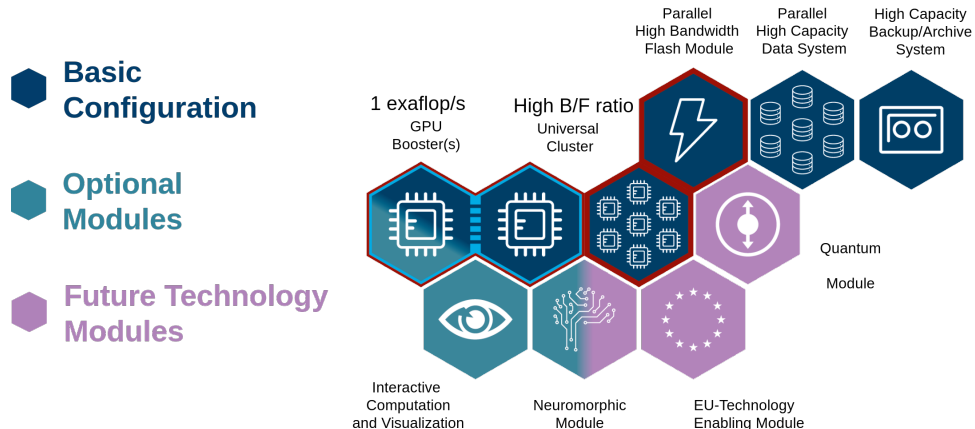 Basic
Configuration
Optional
Modules
Future Technology
Modules
1 exaflop/s
GPU
Booster(s)
High B/F ratio
Universal
Cluster
Parallel
High Bandwidth
Flash Module
Parallel
High Capacity
Data System
High Capacity
Backup/Archive
System
Quantum
Module
Interactive
Computation
and Visualization
Neuromorphic
Module
EU-Technology
Enabling Module